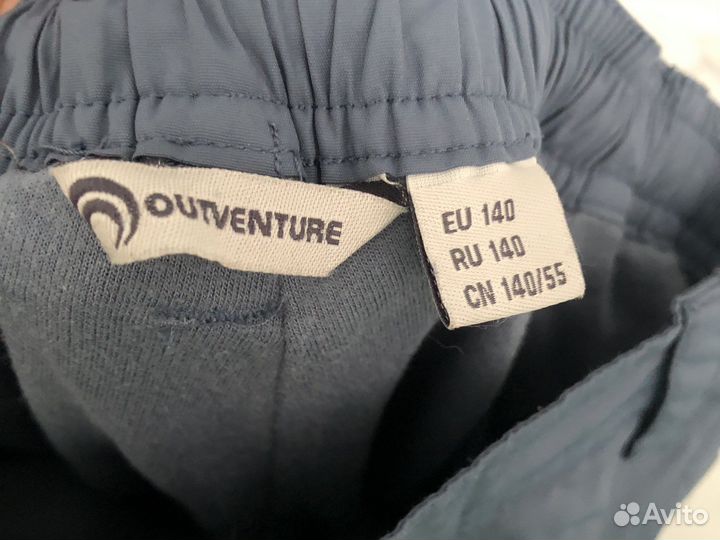 OUTVENTURE
EU 140
RU 140
CN 140/55
Avito